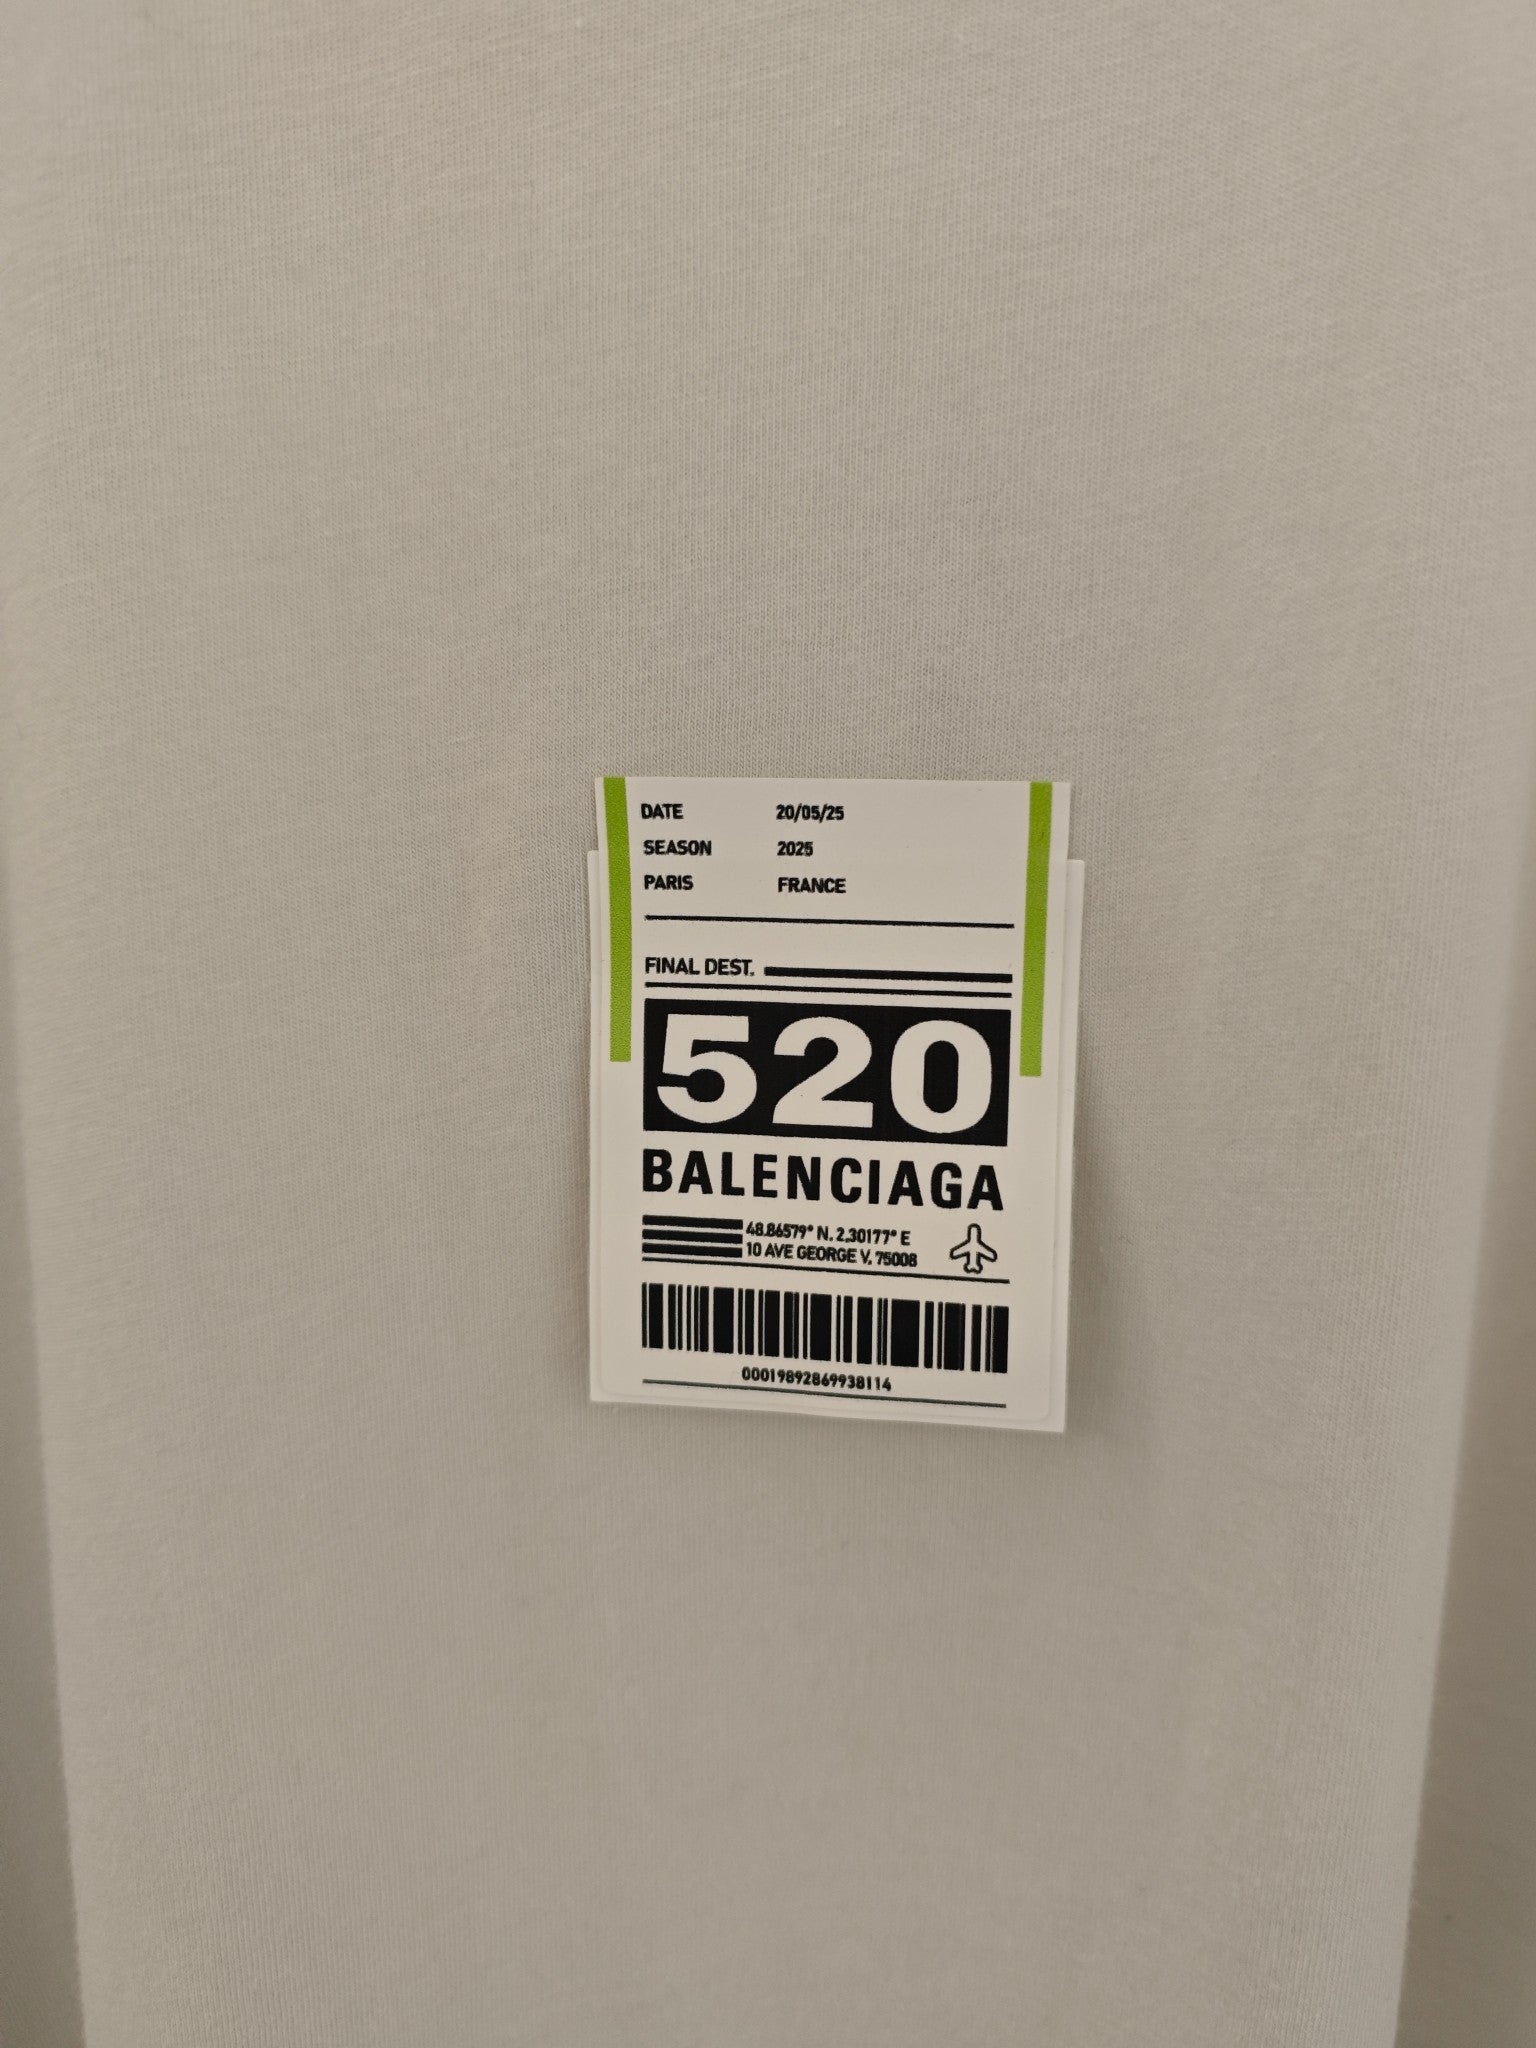 DATE 20/05/25
SEASON 2025
PARIS FRANCE
FINAL DEST.
520
BALENCIAGA
48.86579° N, 2.30177° E
10 AVE GEORGE V, 75008
00019892869938114